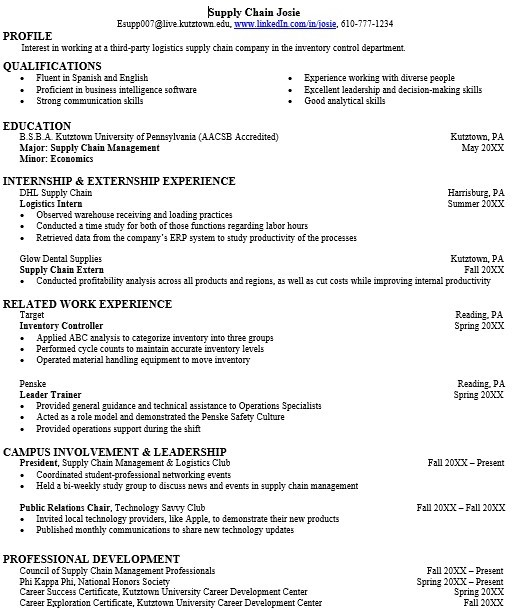 Supply Chain Josie
Esupp007@live.kutztown.edu, www.linkedIn.com/in/josie, 610-777-1234
PROFILE
Interest in working at a third-party logistics supply chain company in the inventory control department.
QUALIFICATIONS
• Fluent in Spanish and English
• Proficient in business intelligence software
• Strong communication skills
• Experience working with diverse people
• Excellent leadership and decision-making skills
• Good analytical skills
EDUCATION
B.S.B.A. Kutztown University of Pennsylvania (AACSB Accredited) Kutztown, PA
Major: Supply Chain Management May 20XX
Minor: Economics
INTERNSHIP & EXTERNSHIP EXPERIENCE
DHL Supply Chain Harrisburg, PA
Logistics Intern Summer 20XX
• Observed warehouse receiving and loading practices
• Conducted a time study for both of those functions regarding labor hours
• Retrieved data from the company's ERP system to study productivity of the processes
Glow Dental Supplies Kutztown, PA
Supply Chain Extern Fall 20XX
• Conducted profitability analysis across all products and regions, as well as cut costs while improving internal productivity
RELATED WORK EXPERIENCE
Target Reading, PA
Inventory Controller Spring 20XX
• Applied ABC analysis to categorize inventory into three groups
• Performed cycle counts to maintain accurate inventory levels
• Operated material handling equipment to move inventory
Penske Reading, PA
Leader Trainer Spring 20XX
• Provided general guidance and technical assistance to Operations Specialists
• Acted as a role model and demonstrated the Penske Safety Culture
• Provided operations support during the shift
CAMPUS INVOLVEMENT & LEADERSHIP
President, Supply Chain Management & Logistics Club Fall 20XX – Present
• Coordinated student-professional networking events
• Held a bi-weekly study group to discuss news and events in supply chain management
Public Relations Chair, Technology Savvy Club Fall 20XX – Fall 20XX
• Invited local technology providers, like Apple, to demonstrate their new products
• Published monthly communications to share new technology updates
PROFESSIONAL DEVELOPMENT
Council of Supply Chain Management Professionals Fall 20XX – Present
Phi Kappa Phi, National Honors Society Spring 20XX – Present
Career Success Certificate, Kutztown University Career Development Center Spring 20XX
Career Exploration Certificate, Kutztown University Career Development Center Fall 20XX